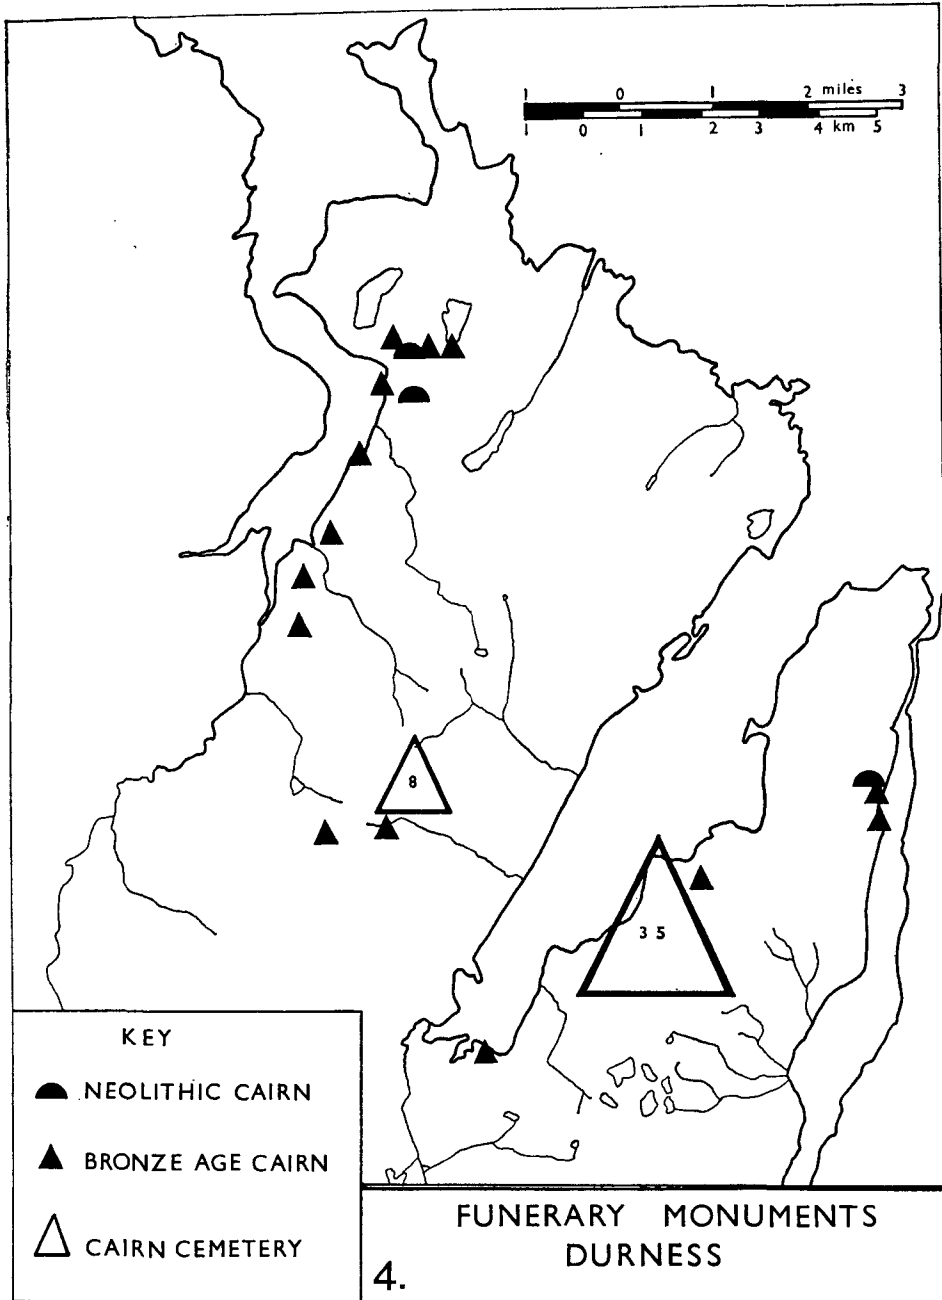 1 0 1 2 miles 3
1 0 1 2 3 4 km 5
8
35
KEY
NEOLITHIC CAIRN
BRONZE AGE CAIRN
CAIRN CEMETERY
FUNERARY MONUMENTS
DURNESS
4.